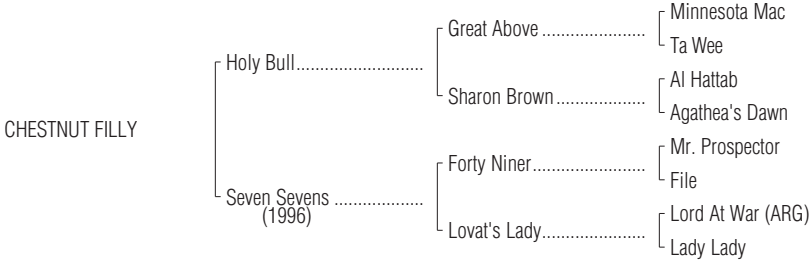 Minnesota Mac
Great Above ......................
Ta Wee
Holy Bull...........................
Al Hattab
Sharon Brown...................
Agathea's Dawn
CHESTNUT FILLY
Mr. Prospector
Forty Niner........................
File
Seven Sevens ...................
(1996)
Lord At War (ARG)
Lovat's Lady......................
Lady Lady